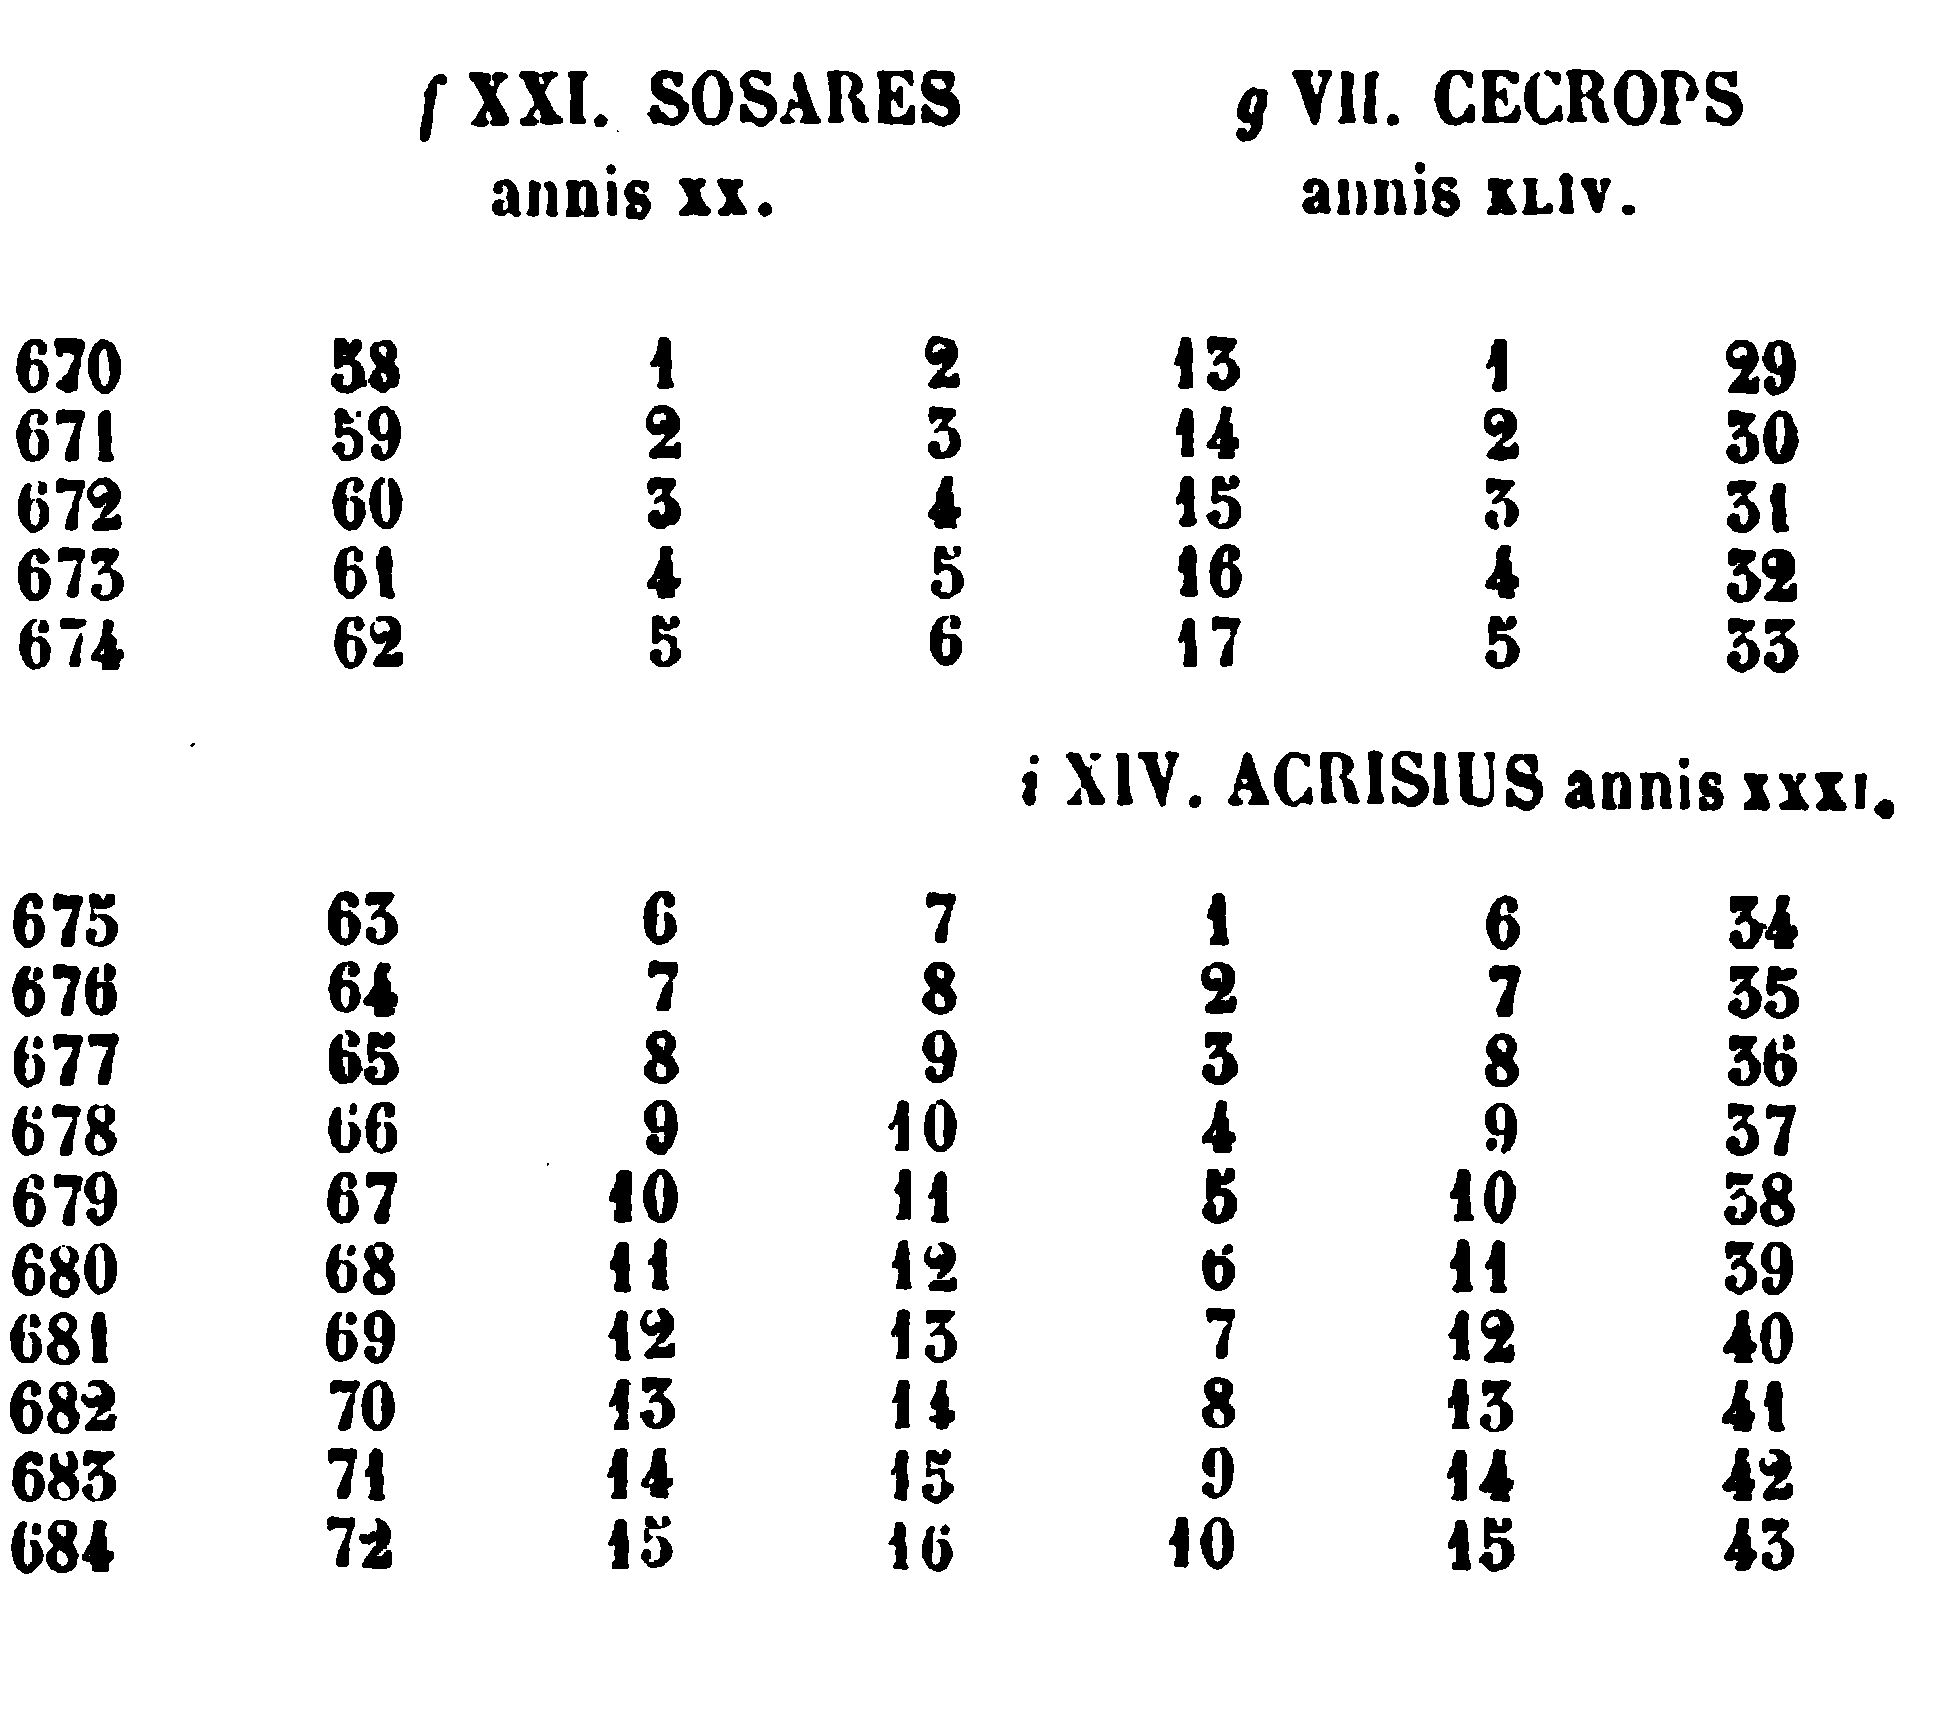 f XXI. SOSARES g VII. CECROPS
annis XX. annis XLIV.
670 58 1 2 13 1 29
671 59 2 3 14 2 30
672 60 3 4 15 3 31
673 61 4 5 16 4 32
674 62 5 6 17 5 33
i XIV. ACRISIUS annis XXXI.
675 63 6 7 1 6 34
676 64 7 8 2 7 35
677 65 8 9 3 8 36
678 66 9 10 4 9 37
679 67 10 11 5 10 38
680 68 11 12 6 11 39
681 69 12 13 7 12 40
682 70 13 14 8 13 41
683 71 14 15 9 14 42
684 72 15 16 10 15 43